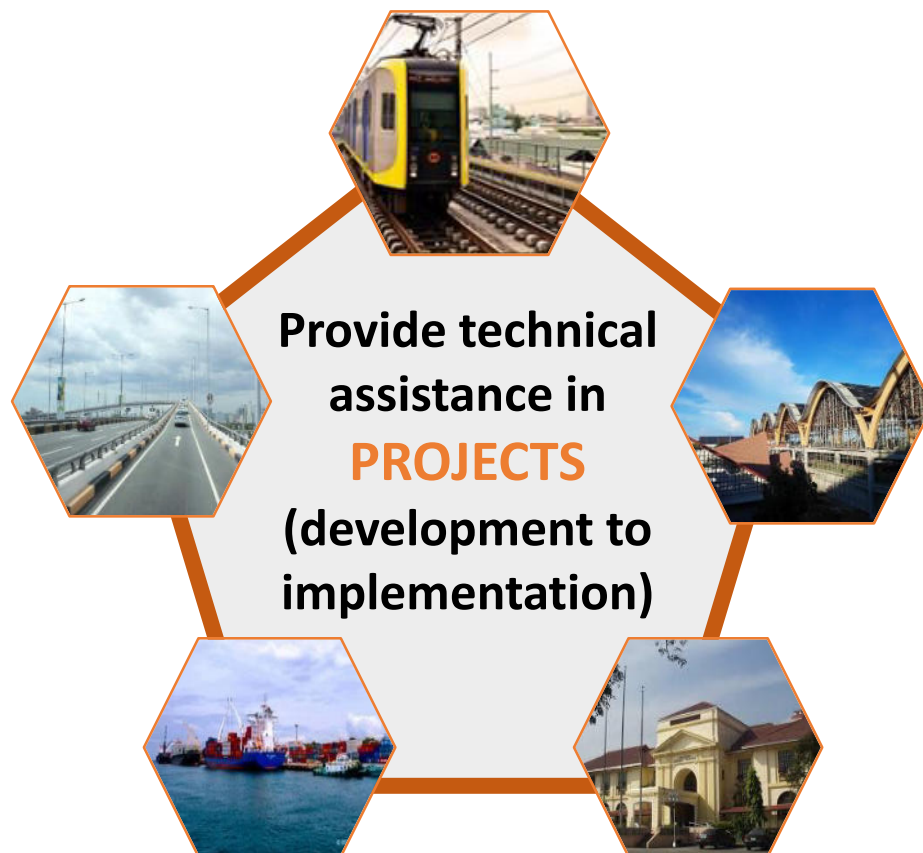 Provide technical
assistance in
PROJECTS
(development to
implementation)